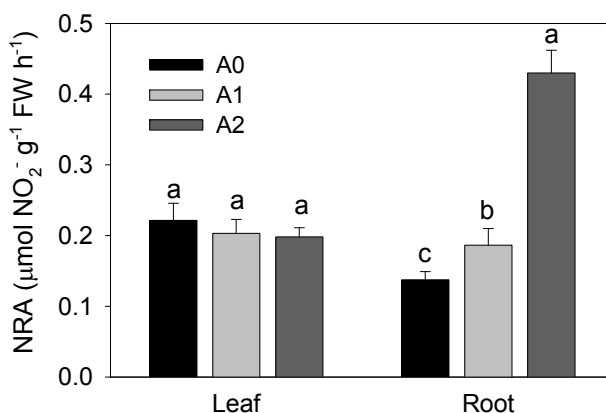 NRA (μmol NO₂⁻ g⁻¹ FW h⁻¹)
0.5
0.4
0.3
0.2
0.1
0.0
A0
A1
A2
a
a
a
c
b
a
Leaf
Root